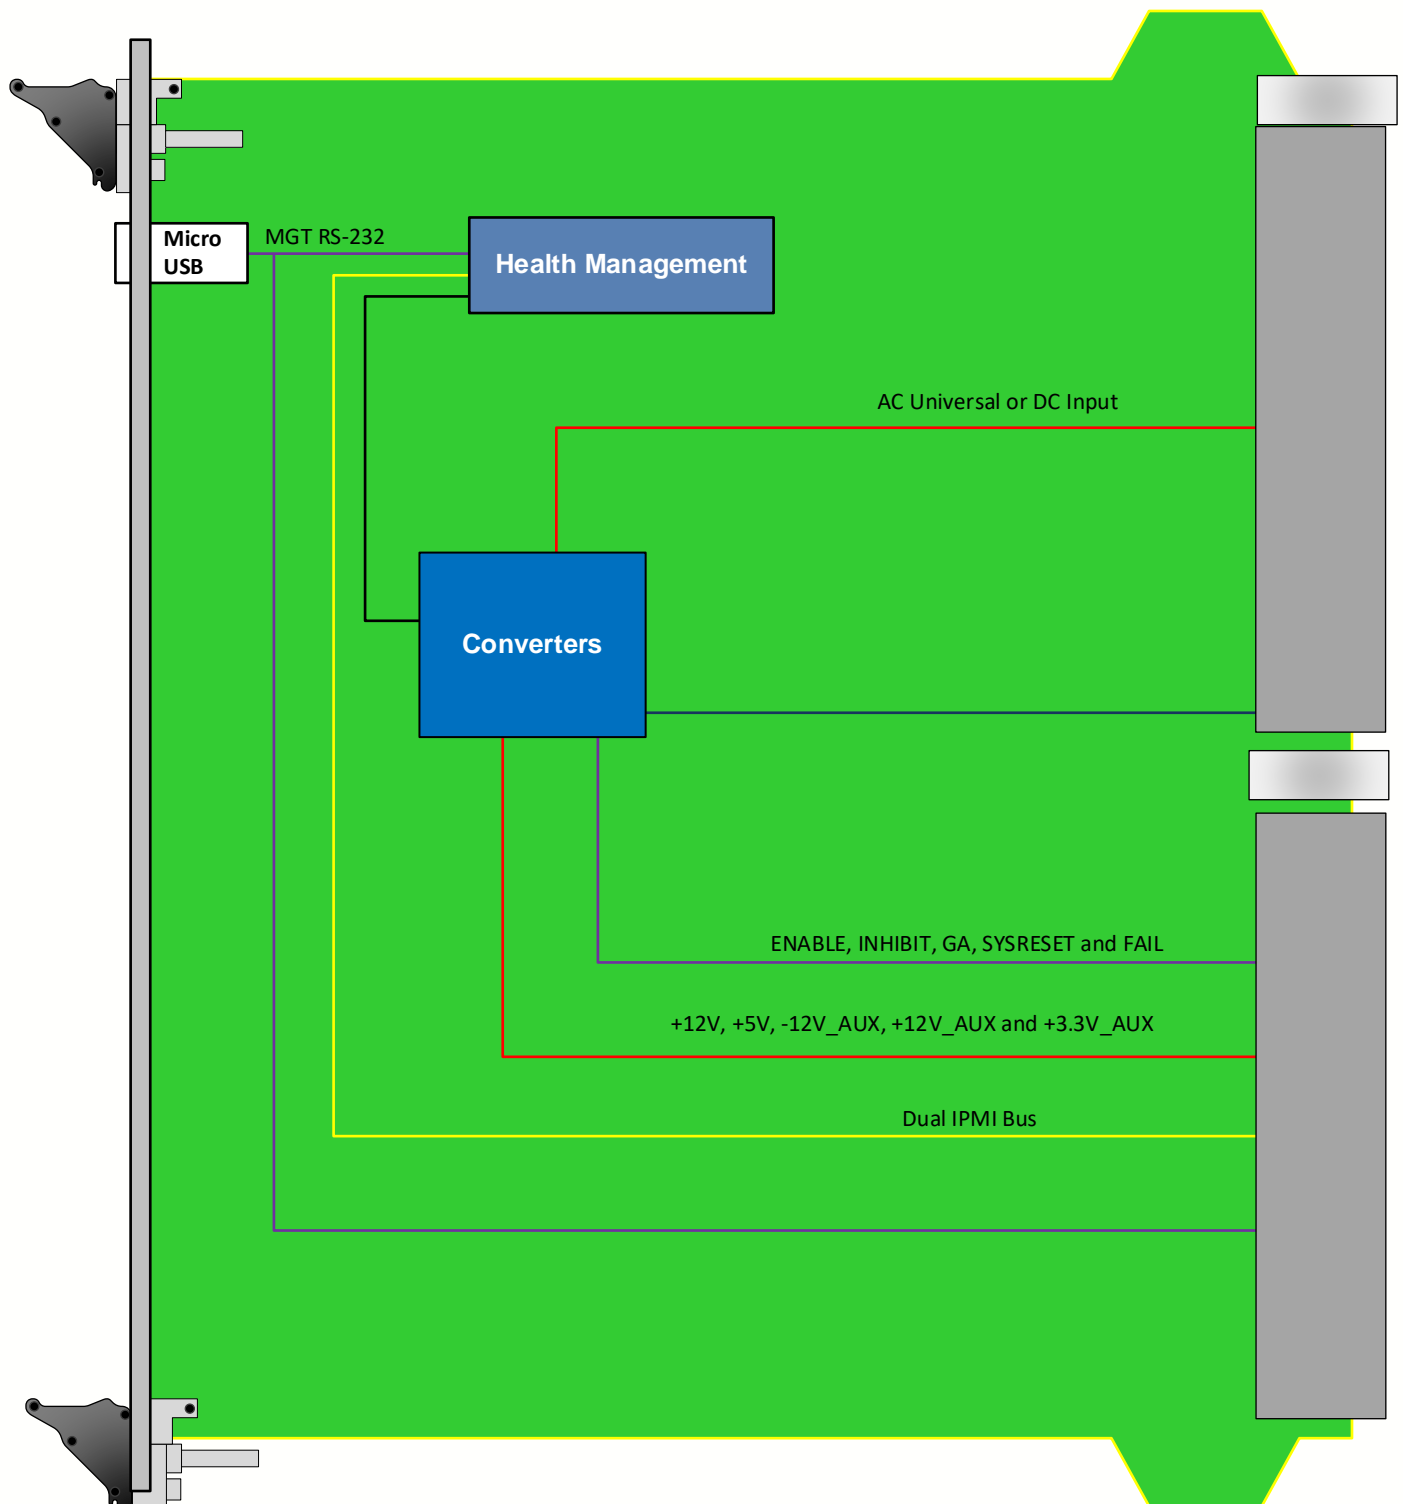 Micro
USB
MGT RS-232
Health Management
AC Universal or DC Input
Converters
ENABLE, INHIBIT, GA, SYSRESET and FAIL
+12V, +5V, -12V_AUX, +12V_AUX and +3.3V_AUX
Dual IPMI Bus